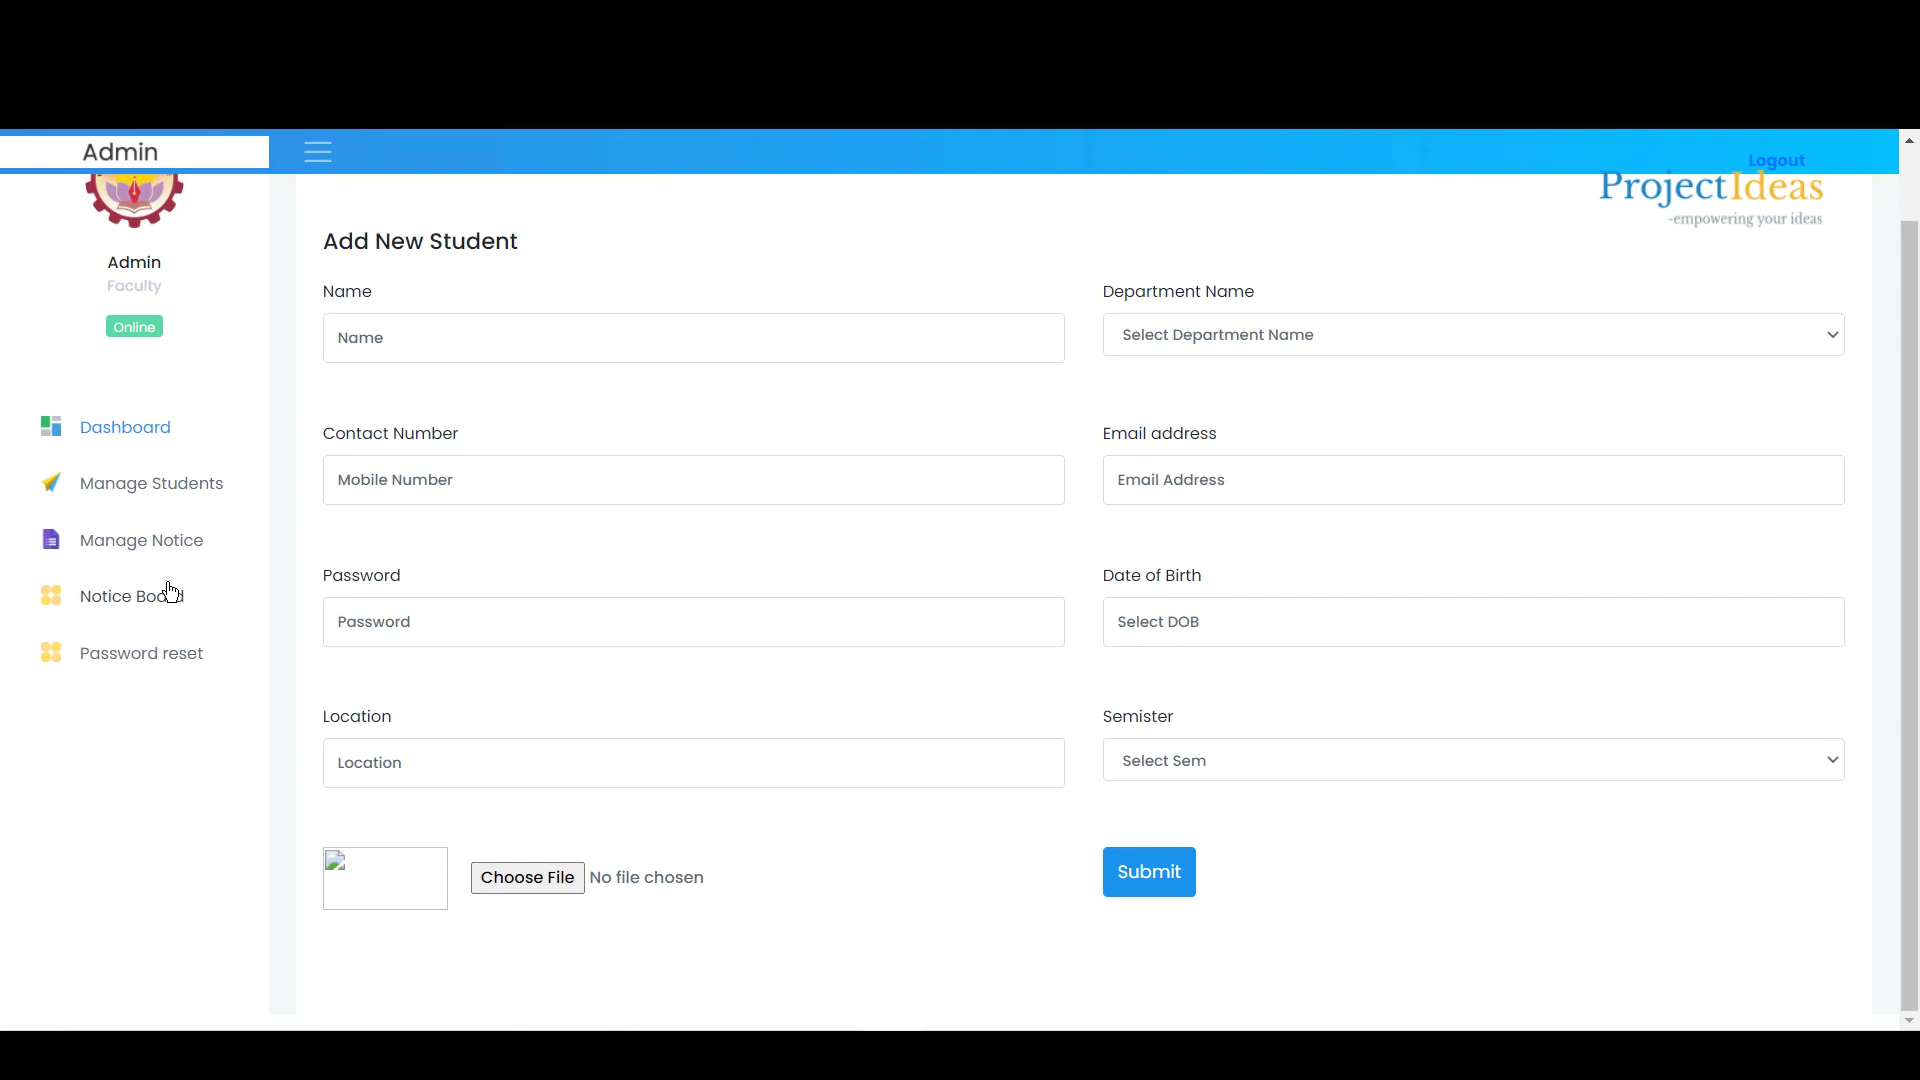 Admin
Logout
ProjectIdeas
-empowering your ideas
Admin
Faculty
Online
Dashboard
Manage Students
Manage Notice
Notice Board
Password reset
Add New Student
Name
Name
Department Name
Select Department Name
Contact Number
Mobile Number
Email address
Email Address
Password
Password
Date of Birth
Select DOB
Location
Location
Semister
Select Sem
Choose File No file chosen
Submit